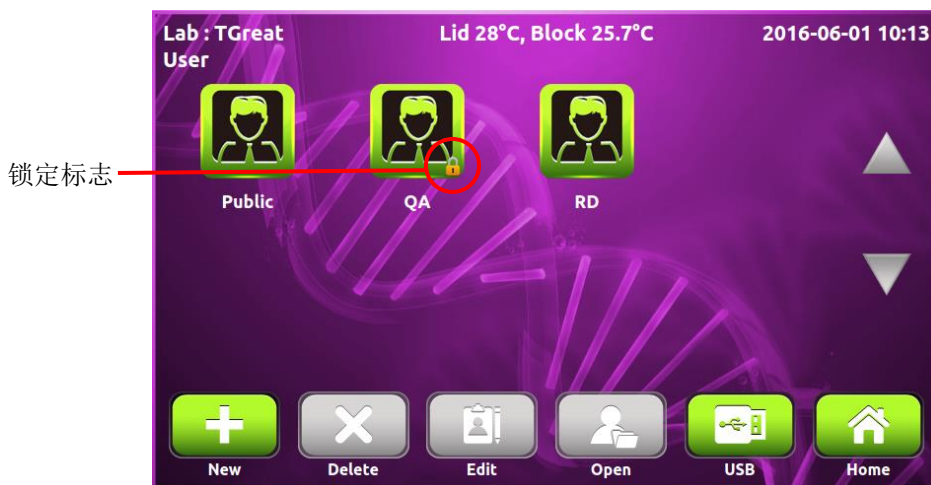 Lab : TGreat
Lid 28°C, Block 25.7°C
2016-06-01 10:13
User
锁定标志
Public
QA
RD
New
Delete
Edit
Open
USB
Home